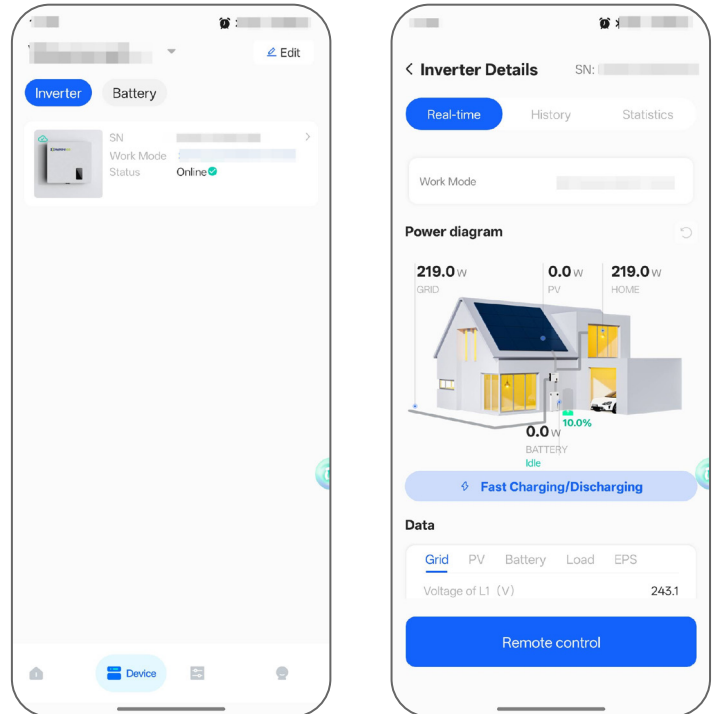 Edit
Inverter
Battery
SN
Work Mode
Status
Online
Device
Inverter Details
SN:
Real-time
History
Statistics
Work Mode
Power diagram
219.0 W
GRID
0.0 W
PV
219.0 W
HOME
10.0%
0.0 W
BATTERY
Idle
Fast Charging/Discharging
Data
Grid
PV
Battery
Load
EPS
Voltage of L1 (V)
243.1
Remote control